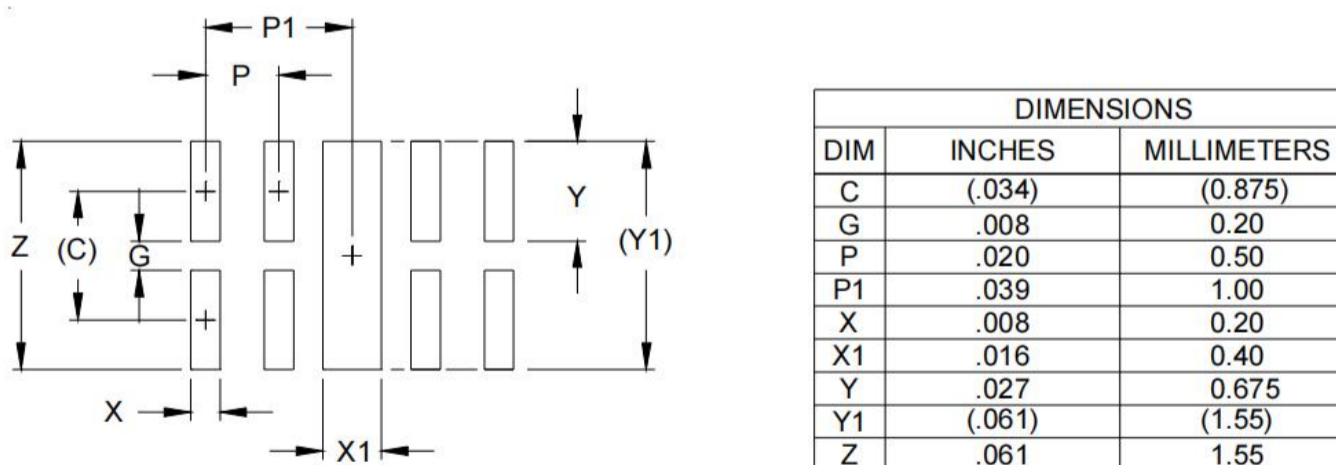 P1
P
Z
(C)
G
Y
(Y1)
X
X1
DIMENSIONS
DIM INCHES MILLIMETERS
C (.034) (0.875)
G .008 0.20
P .020 0.50
P1 .039 1.00
X .008 0.20
X1 .016 0.40
Y .027 0.675
Y1 (.061) (1.55)
Z .061 1.55